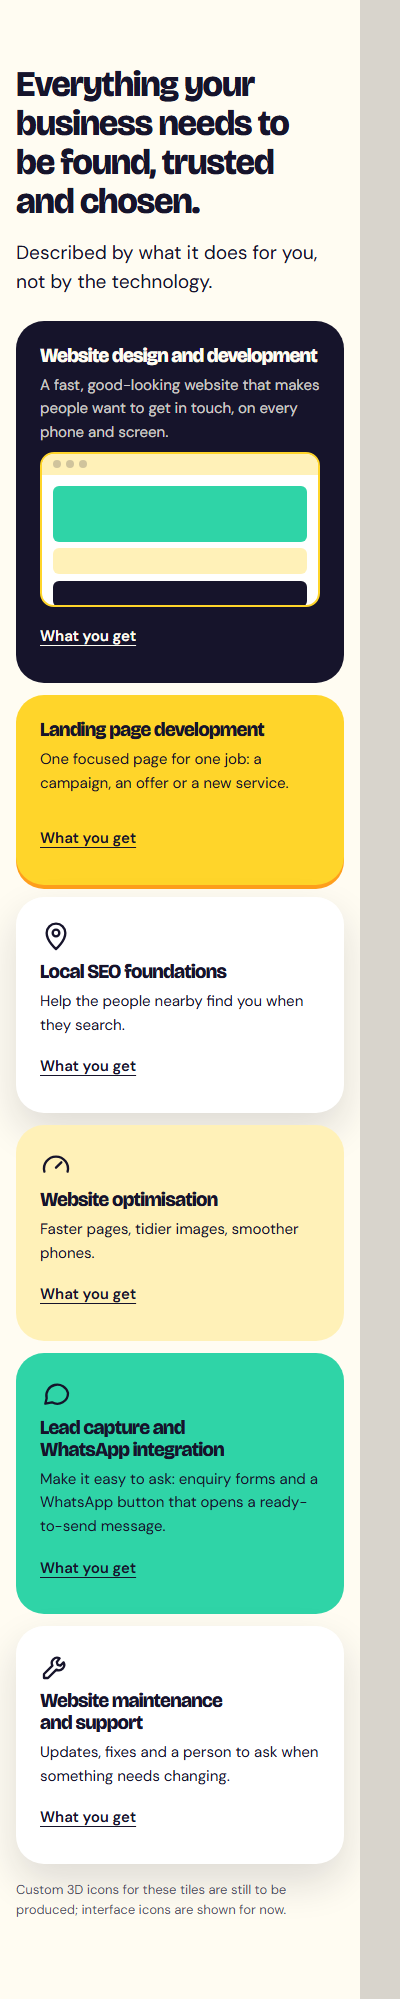 Everything your
business needs to
be found, trusted
and chosen.
Described by what it does for you,
not by the technology.
Website design and development
A fast, good-looking website that makes
people want to get in touch, on every
phone and screen.
What you get
Landing page development
One focused page for one job: a
campaign, an offer or a new service.
What you get
Local SEO foundations
Help the people nearby find you when
they search.
What you get
Website optimisation
Faster pages, tidier images, smoother
phones.
What you get
Lead capture and
WhatsApp integration
Make it easy to ask: enquiry forms and a
WhatsApp button that opens a ready-
to-send message.
What you get
Website maintenance
and support
Updates, fixes and a person to ask when
something needs changing.
What you get
Custom 3D icons for these tiles are still to be
produced; interface icons are shown for now.